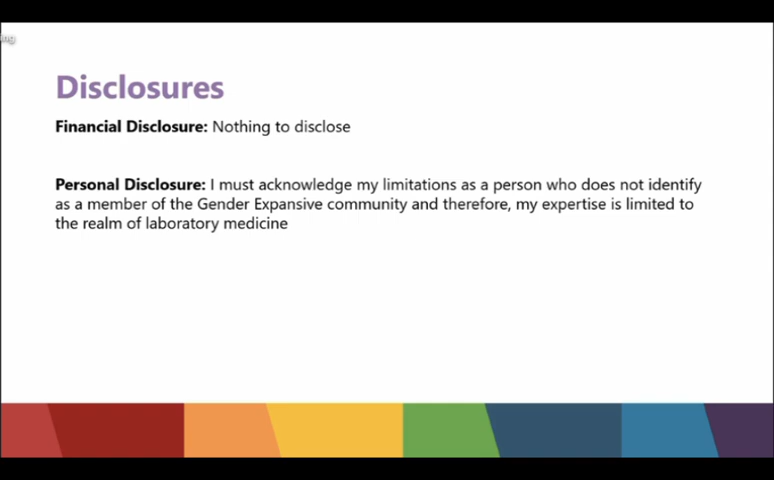 Disclosures
Financial Disclosure: Nothing to disclose
Personal Disclosure: I must acknowledge my limitations as a person who does not identify
as a member of the Gender Expansive community and therefore, my expertise is limited to
the realm of laboratory medicine